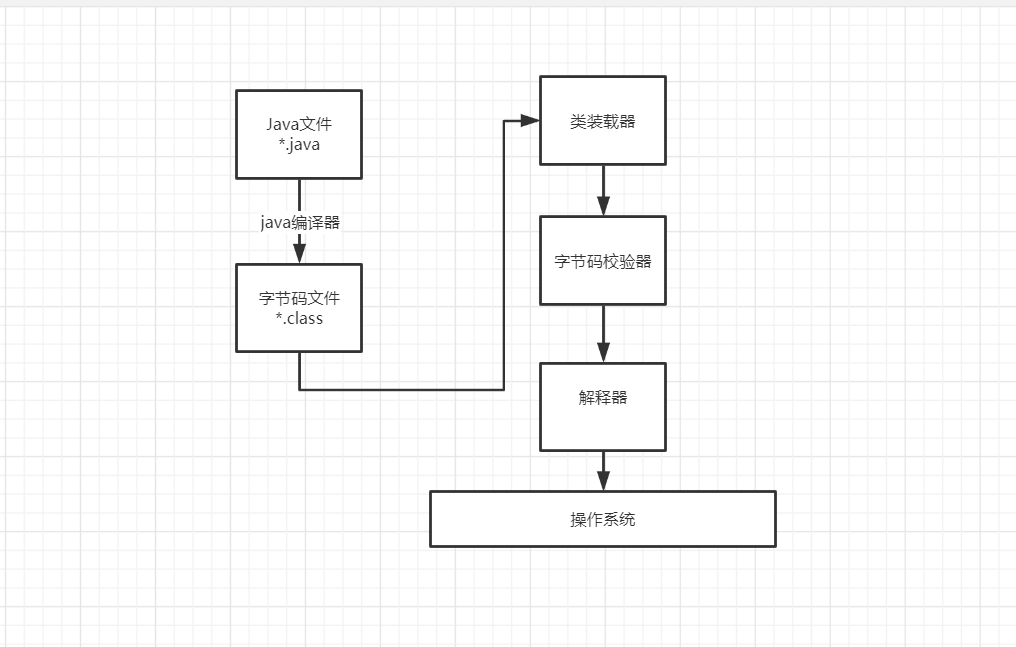 Java文件
*.java
java编译器
字节码文件
*.class
类装载器
字节码校验器
解释器
操作系统